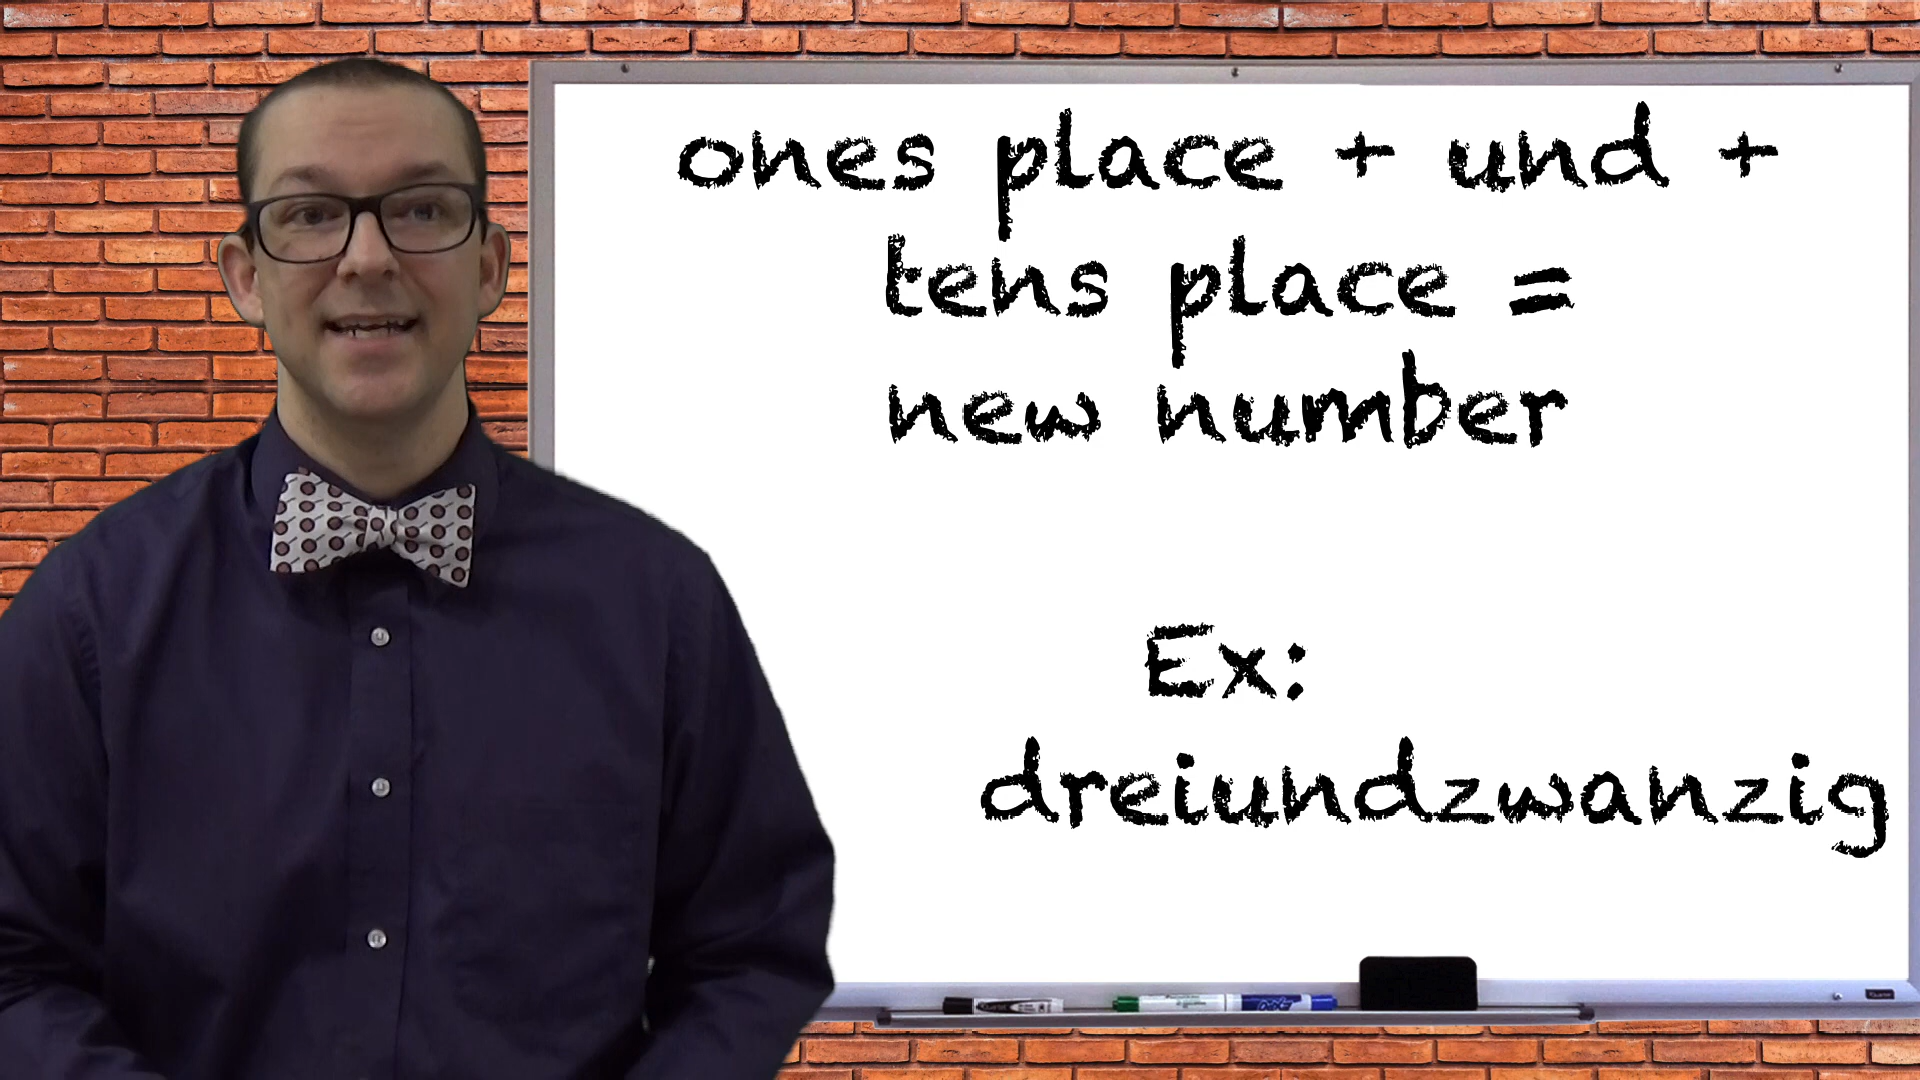 ones place + und +
tens place =
new number
Ex:
dreiundzwanzig